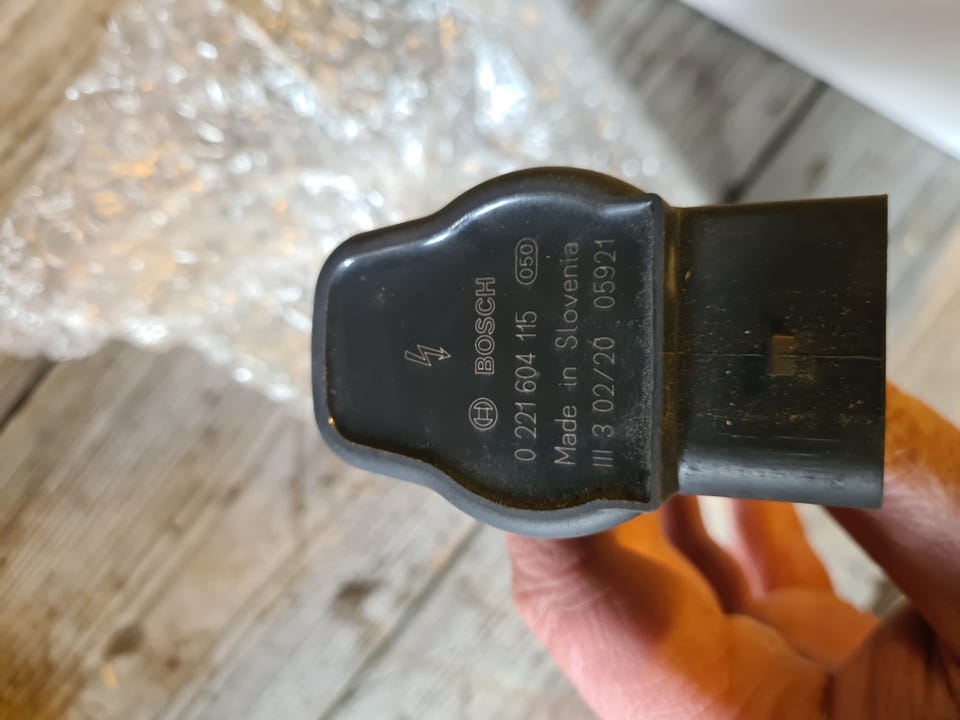 BOSCH
0 221 604 115 050
Made in Slovenia
III 3 02/20 05921